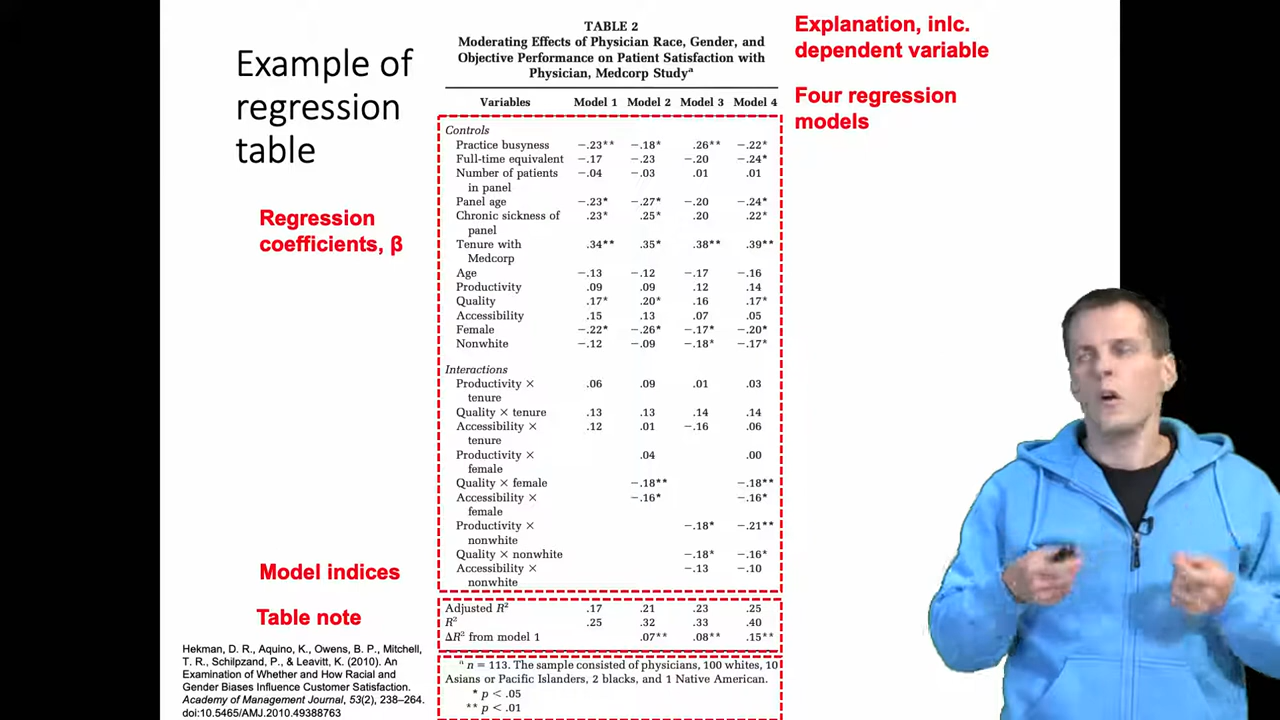 Example of
regression
table
Regression
coefficients, β
Model indices
Table note
Hekman, D. R., Aquino, K., Owens, B. P., Mitchell,
T. R., Schilpzand, P., & Leavitt, K. (2010). An
Examination of Whether and How Racial and
Gender Biases Influence Customer Satisfaction.
Academy of Management Journal, 53(2), 238–264.
doi:10.5465/AMJ.2010.49388763
TABLE 2
Moderating Effects of Physician Race, Gender, and
Objective Performance on Patient Satisfaction with
Physician, Medcorp Studyᵃ
Variables Model 1 Model 2 Model 3 Model 4
Controls
Practice busyness −.23** −.18* .26** −.22*
Full-time equivalent −.17 −.23 −.20 −.24*
Number of patients −.04 −.03 .01 .01
in panel
Panel age −.23* −.27* −.20 −.24*
Chronic sickness of .23* .25* .20 .22*
panel
Tenure with .34** .35* .38** .39**
Medcorp
Age −.13 −.12 −.17 −.16
Productivity .09 .09 .12 .14
Quality .17* .20* .16 .17*
Accessibility .15 .13 .07 .05
Female −.22* −.26* −.17* −.20*
Nonwhite −.12 −.09 −.18* −.17*
Interactions
Productivity × .06 .09 .01 .03
tenure
Quality × tenure .13 .13 .14 .14
Accessibility × .12 .01 −.16 .06
tenure
Productivity × .04 .00
female
Quality × female −.18** −.18**
Accessibility × −.16* −.16*
female
Productivity × −.18* −.21**
nonwhite
Quality × nonwhite −.18* −.16*
Accessibility × −.13 −.10
nonwhite
Adjusted R² .17 .21 .23 .25
R² .25 .32 .33 .40
ΔR² from model 1 .07** .08** .15**
ᵃ n = 113. The sample consisted of physicians, 100 whites, 10
Asians or Pacific Islanders, 2 blacks, and 1 Native American.
* p < .05
** p < .01
Explanation, inlc.
dependent variable
Four regression
models